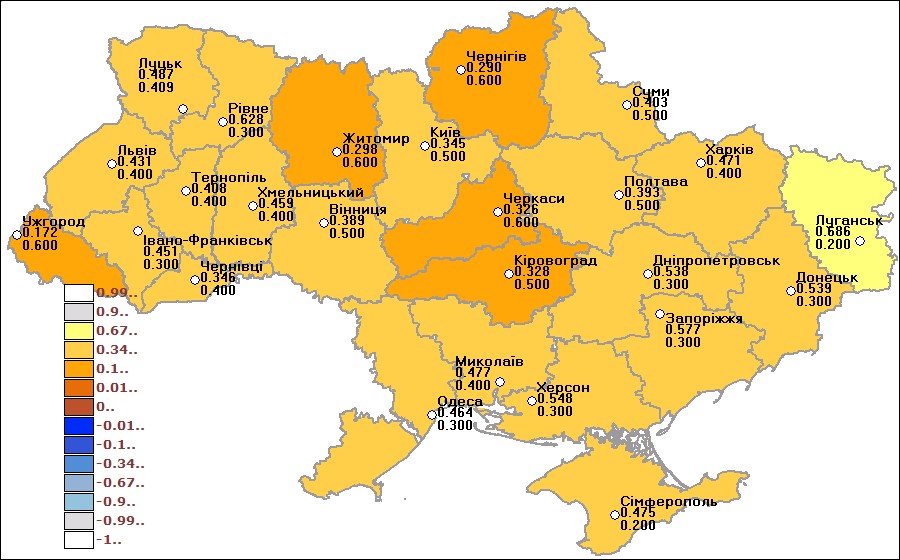 Чернігів
0.290
0.600
Луцьк
0.487
0.409
Суми
0.403
0.500
Рівне
0.628
0.300
Житомир
0.298
0.600
Київ
0.345
0.500
Львів
0.431
0.400
Харків
0.471
0.400
Тернопіль
0.408
0.400
Хмельницький
0.459
0.400
Полтава
0.393
0.500
Вінниця
0.389
0.500
Черкаси
0.326
0.600
Ужгород
0.172
0.600
Луганськ
0.686
0.200
Івано-Франківськ
0.451
0.300
Чернівці
0.346
0.400
Кіровоград
0.328
0.500
Дніпропетровськ
0.538
0.300
Донецьк
0.539
0.300
Запоріжжя
0.577
0.300
Миколаїв
0.477
0.400
Херсон
0.548
0.300
Одеса
0.464
0.300
Сімферополь
0.475
0.200
0.99..
0.9..
0.67..
0.34..
0.1..
0.01..
0..
-0.01..
-0.1..
-0.34..
-0.67..
-0.9..
-0.99..
-1..